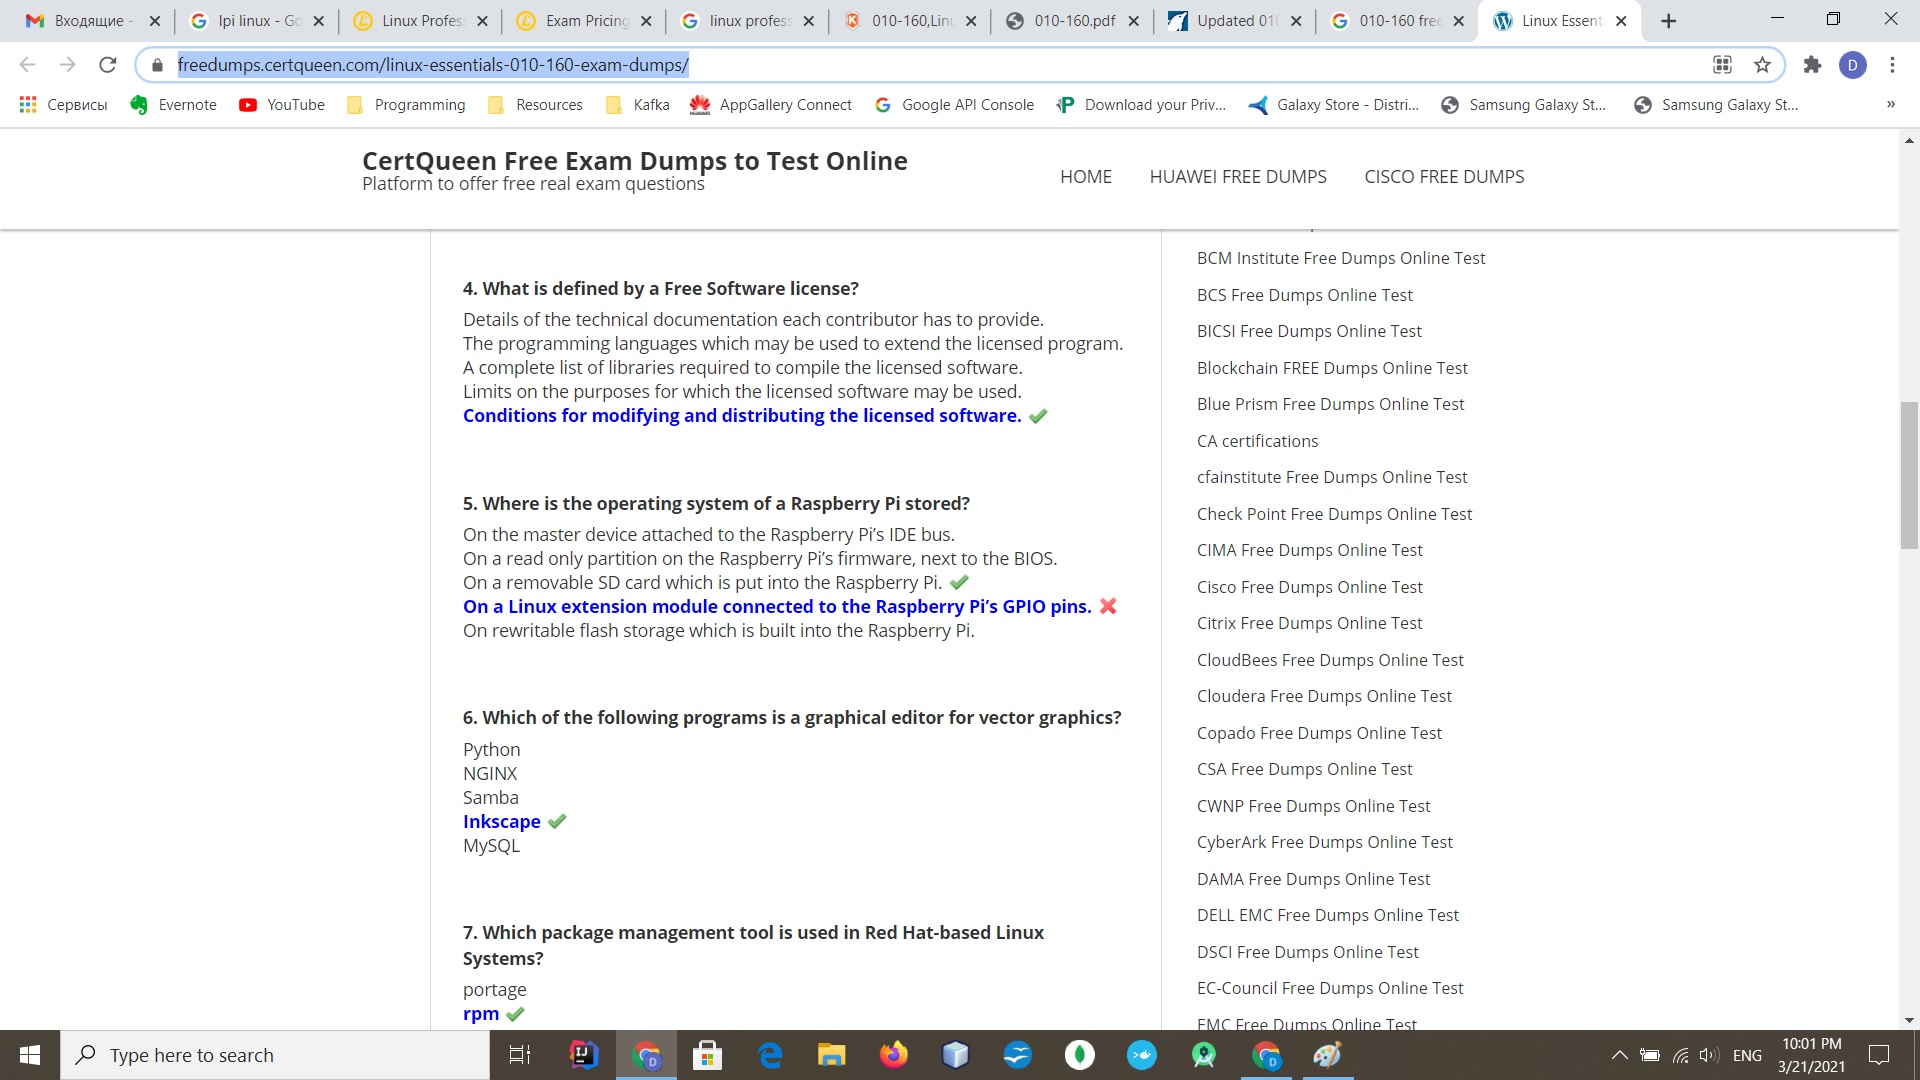 Входящие -
lpi linux - Go
Linux Profes
Exam Pricing
linux profess
010-160,Linu
010-160.pdf
Updated 010
010-160 free
Linux Essent
freedumps.certqueen.com/linux-essentials-010-160-exam-dumps/
D
Сервисы
Evernote
YouTube
Programming
Resources
Kafka
AppGallery Connect
Google API Console
Download your Priv...
Galaxy Store - Distri...
Samsung Galaxy St...
Samsung Galaxy St...
»
CertQueen Free Exam Dumps to Test Online
Platform to offer free real exam questions
HOME
HUAWEI FREE DUMPS
CISCO FREE DUMPS
4. What is defined by a Free Software license?
Details of the technical documentation each contributor has to provide.
The programming languages which may be used to extend the licensed program.
A complete list of libraries required to compile the licensed software.
Limits on the purposes for which the licensed software may be used.
Conditions for modifying and distributing the licensed software.
5. Where is the operating system of a Raspberry Pi stored?
On the master device attached to the Raspberry Pi’s IDE bus.
On a read only partition on the Raspberry Pi’s firmware, next to the BIOS.
On a removable SD card which is put into the Raspberry Pi.
On a Linux extension module connected to the Raspberry Pi’s GPIO pins.
On rewritable flash storage which is built into the Raspberry Pi.
6. Which of the following programs is a graphical editor for vector graphics?
Python
NGINX
Samba
Inkscape
MySQL
7. Which package management tool is used in Red Hat-based Linux
Systems?
portage
rpm
BCM Institute Free Dumps Online Test
BCS Free Dumps Online Test
BICSI Free Dumps Online Test
Blockchain FREE Dumps Online Test
Blue Prism Free Dumps Online Test
CA certifications
cfainstitute Free Dumps Online Test
Check Point Free Dumps Online Test
CIMA Free Dumps Online Test
Cisco Free Dumps Online Test
Citrix Free Dumps Online Test
CloudBees Free Dumps Online Test
Cloudera Free Dumps Online Test
Copado Free Dumps Online Test
CSA Free Dumps Online Test
CWNP Free Dumps Online Test
CyberArk Free Dumps Online Test
DAMA Free Dumps Online Test
DELL EMC Free Dumps Online Test
DSCI Free Dumps Online Test
EC-Council Free Dumps Online Test
EMC Free Dumps Online Test
Type here to search
ENG
10:01 PM
3/21/2021